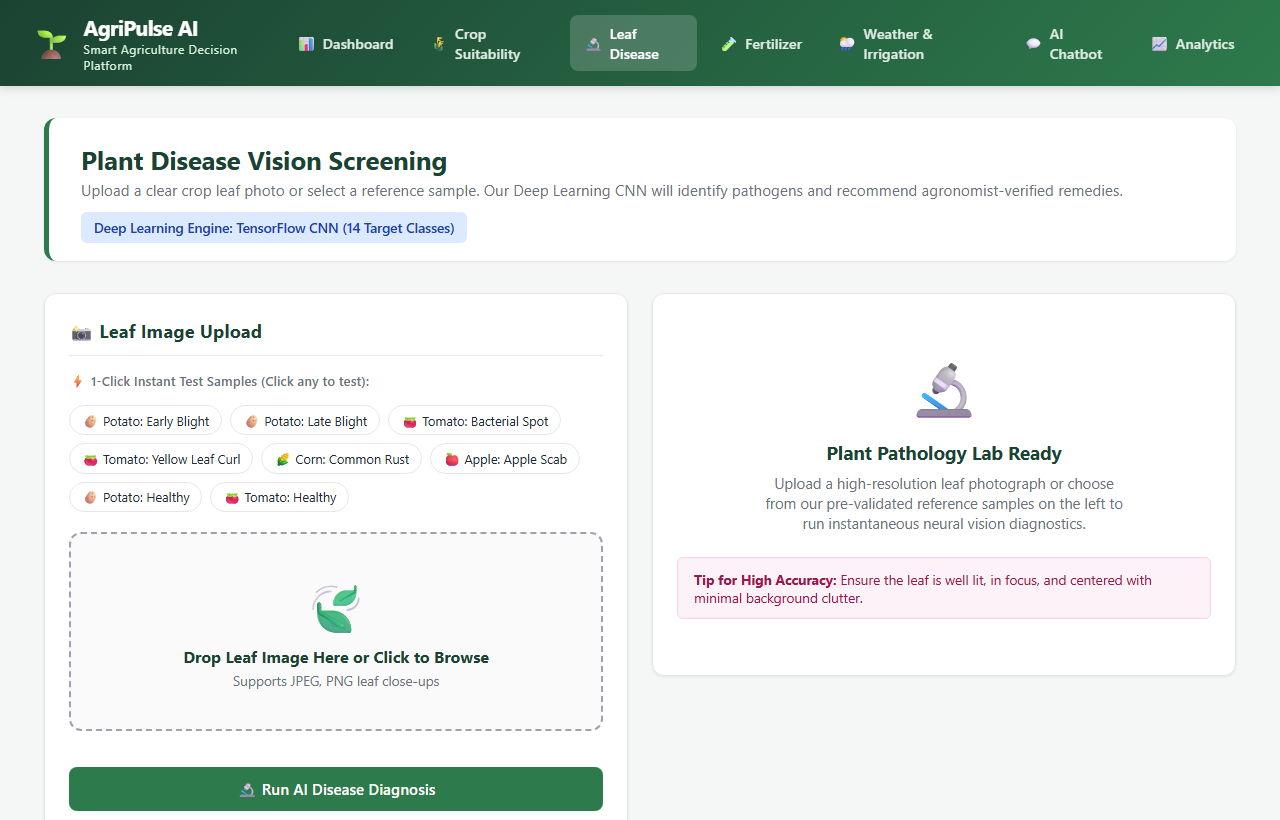 AgriPulse AI
Smart Agriculture Decision
Platform
Dashboard
Crop
Suitability
Leaf
Disease
Fertilizer
Weather &
Irrigation
AI
Chatbot
Analytics
Plant Disease Vision Screening
Upload a clear crop leaf photo or select a reference sample. Our Deep Learning CNN will identify pathogens and recommend agronomist-verified remedies.
Deep Learning Engine: TensorFlow CNN (14 Target Classes)
Leaf Image Upload
1-Click Instant Test Samples (Click any to test):
Potato: Early Blight
Potato: Late Blight
Tomato: Bacterial Spot
Tomato: Yellow Leaf Curl
Corn: Common Rust
Apple: Apple Scab
Potato: Healthy
Tomato: Healthy
Drop Leaf Image Here or Click to Browse
Supports JPEG, PNG leaf close-ups
Run AI Disease Diagnosis
Plant Pathology Lab Ready
Upload a high-resolution leaf photograph or choose
from our pre-validated reference samples on the left to
run instantaneous neural vision diagnostics.
Tip for High Accuracy: Ensure the leaf is well lit, in focus, and centered with
minimal background clutter.